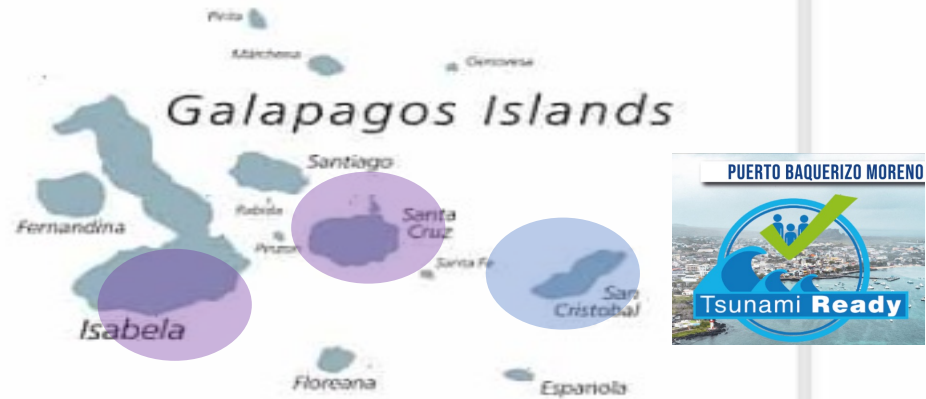 Pinta
Marchena
Genovesa
Galapagos Islands
Santiago
Rabida
Santa
Cruz
Fernandina
Pinzon
Santa Fe
San
Cristobal
Isabela
Floreana
Espanola
PUERTO BAQUERIZO MORENO
Tsunami Ready